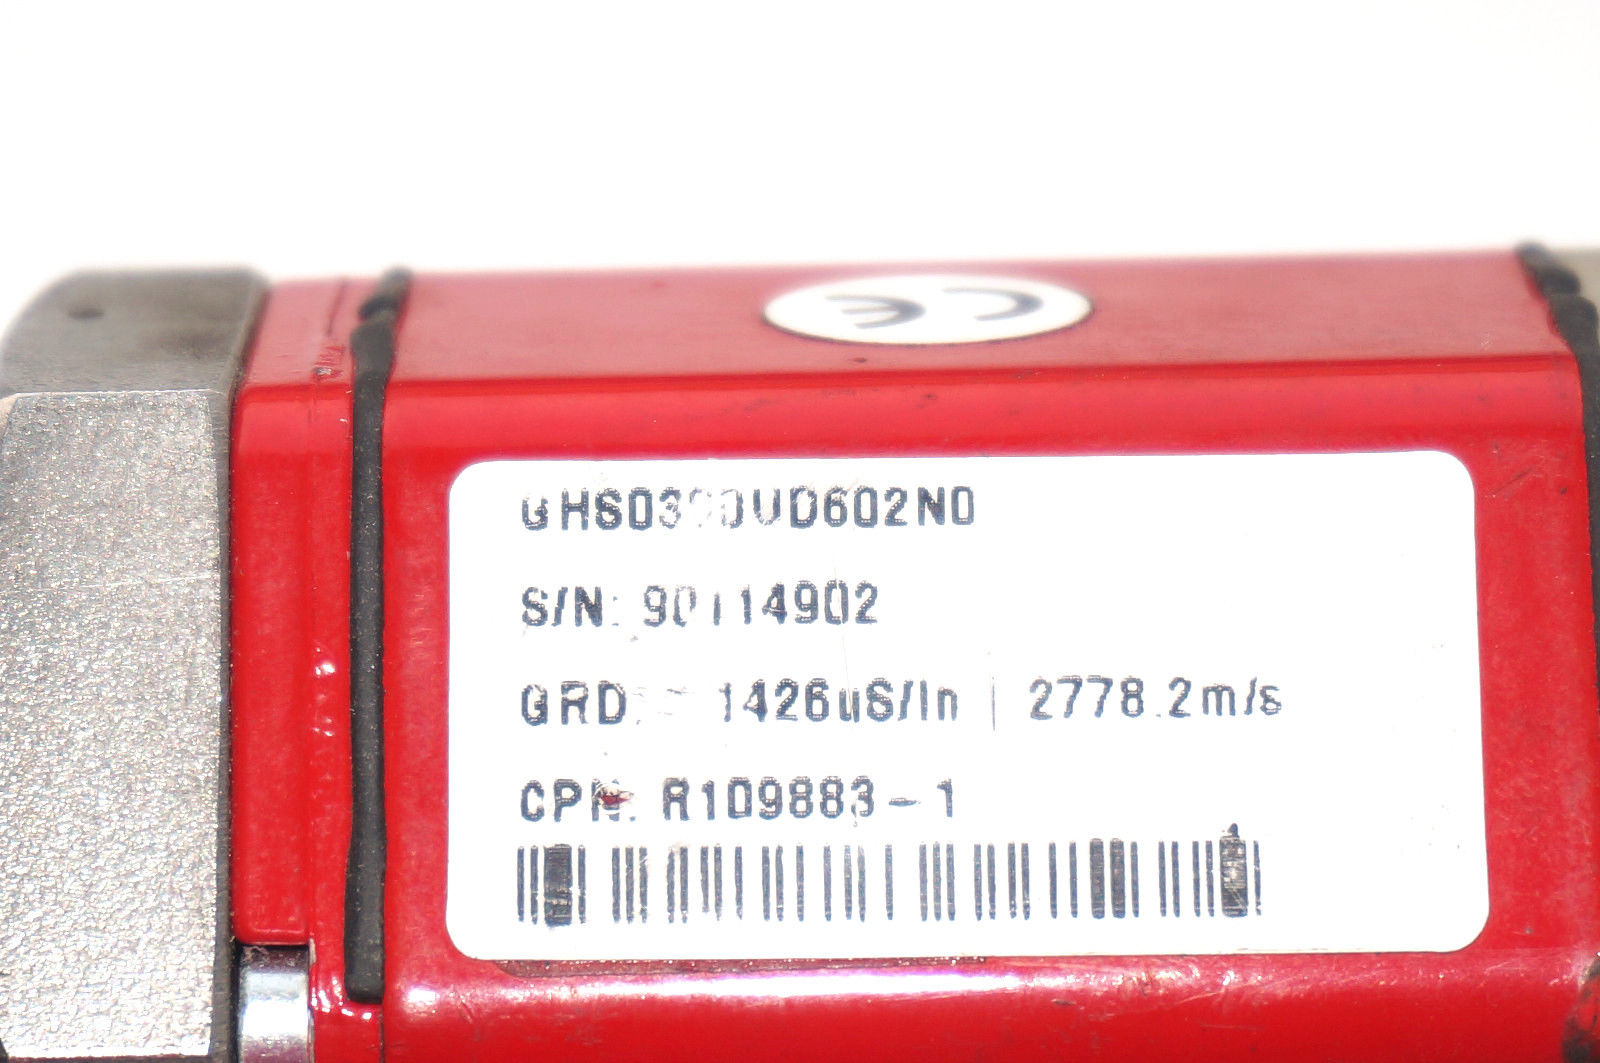 CE
S/N: 90114902
GRD: 1426uS/In | 2778.2m/s
CPN: R109883-1